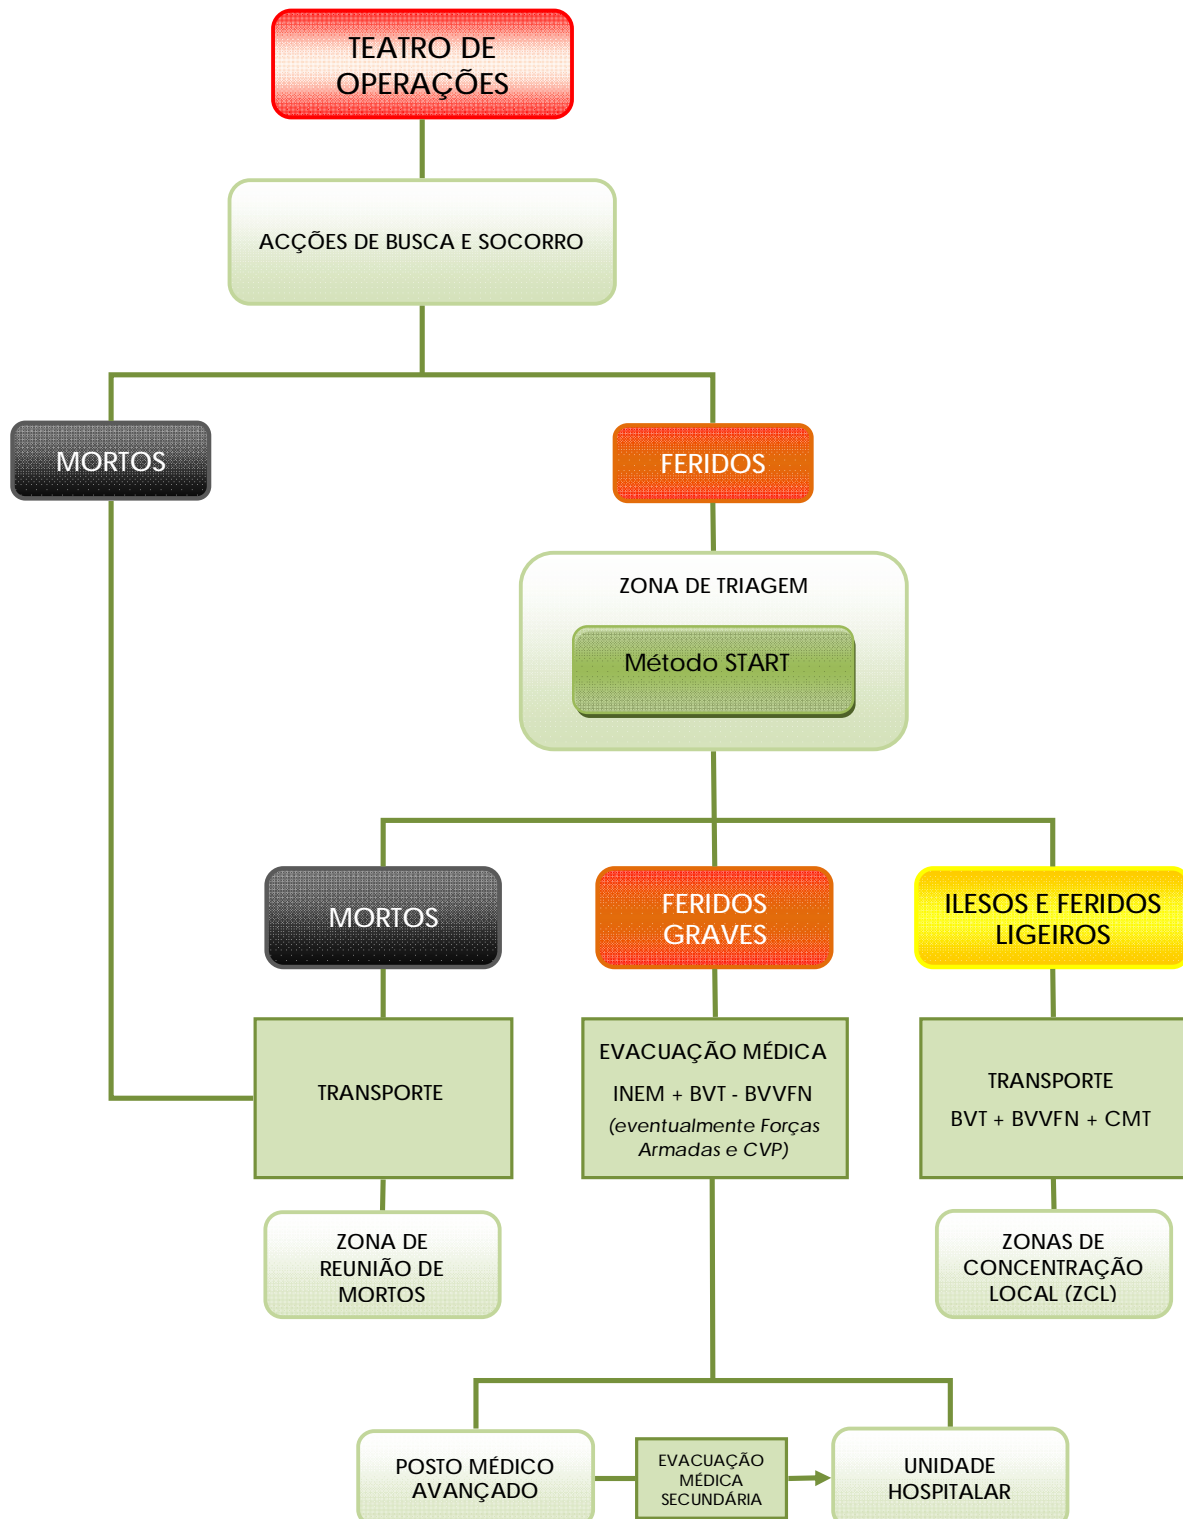 TEATRO DE
OPERAÇÕES
ACÇÕES DE BUSCA E SOCORRO
MORTOS
FERIDOS
ZONA DE TRIAGEM
Método START
MORTOS
FERIDOS
GRAVES
ILESOS E FERIDOS
LIGEIROS
TRANSPORTE
EVACUAÇÃO MÉDICA
INEM + BVT - BVVFN
(eventualmente Forças
Armadas e CVP)
TRANSPORTE
BVT + BVVFN + CMT
ZONA DE
REUNIÃO DE
MORTOS
ZONAS DE
CONCENTRAÇÃO
LOCAL (ZCL)
POSTO MÉDICO
AVANÇADO
EVACUAÇÃO
MÉDICA
SECUNDÁRIA
UNIDADE
HOSPITALAR